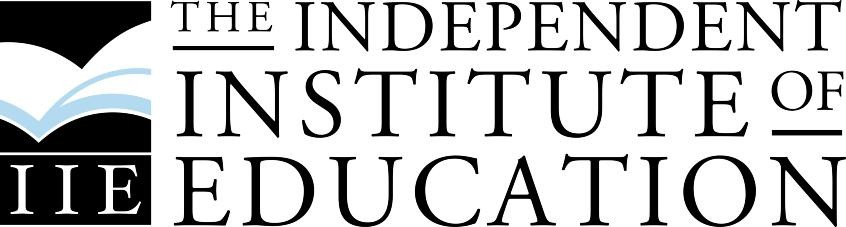 THE INDEPENDENT
INSTITUTE OF
EDUCATION
IIE